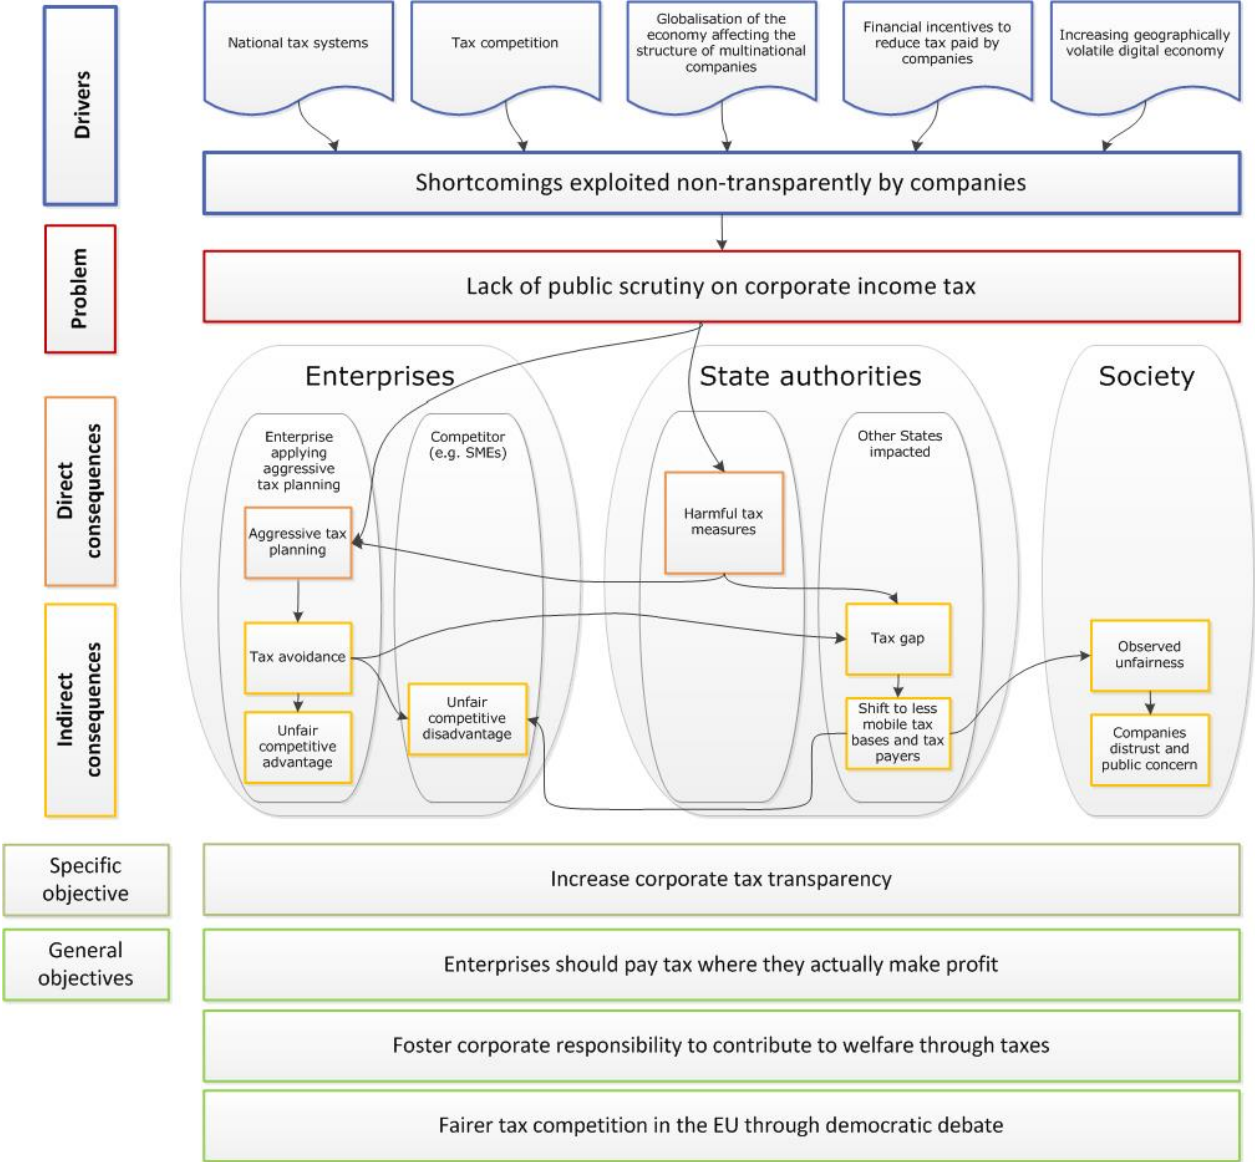 Drivers
National tax systems
Tax competition
Globalisation of the
economy affecting the
structure of multinational
companies
Financial incentives to
reduce tax paid by
companies
Increasing geographically
volatile digital economy
Shortcomings exploited non-transparently by companies
Problem
Lack of public scrutiny on corporate income tax
Enterprises
State authorities
Society
Direct
consequences
Enterprise
applying
aggressive
tax planning
Competitor
(e.g. SMEs)
Other States
impacted
Aggressive tax
planning
Harmful tax
measures
Indirect
consequences
Tax avoidance
Unfair
competitive
advantage
Unfair
competitive
disadvantage
Tax gap
Shift to less
mobile tax
bases and tax
payers
Observed
unfairness
Companies
distrust and
public concern
Specific
objective
Increase corporate tax transparency
General
objectives
Enterprises should pay tax where they actually make profit
Foster corporate responsibility to contribute to welfare through taxes
Fairer tax competition in the EU through democratic debate